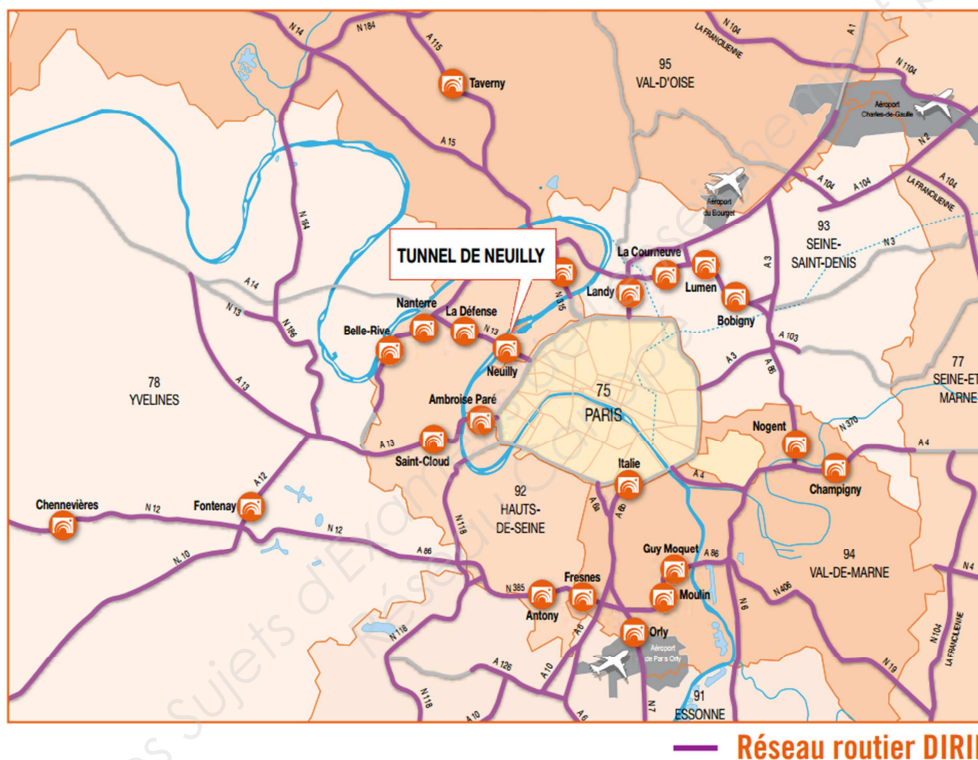 N 14
N 184
A 115
Taverny
95
VAL-D'OISE
A 1
N 104
LA FRANCILIENNE
N 1104
Aéroport
Charles-de-Gaulle
A 15
N 2
A 104
A 104
A 104
LA FRANCILIENNE
Aéroport
du Bourget
N 184
93
SEINE-
SAINT-DENIS
N 3
A 3
TUNNEL DE NEUILLY
La Courneuve
Landy
Lumen
Bobigny
N 315
A 14
N 13
N 186
Nanterre
La Défense
Belle-Rive
N 13
Neuilly
A 103
A 3
A 86
77
SEINE-ET
MARNE
78
YVELINES
A 13
75
PARIS
Ambroise Paré
A 13
Saint-Cloud
Nogent
N 370
A 4
Champigny
Italie
A 4
A 12
Chennevières
N 12
Fontenay
N 12
92
HAUTS-
DE-SEINE
N 118
A 6a
A 6b
A 86
Guy Moquet
A 86
94
VAL-DE-MARNE
N 10
N 385
Antony
Fresnes
Moulin
N 406
N 6
N 4
N 104
LA FRANCILIENNE
Orly
Aéroport
de Paris Orly
N 118
A 6
A 10
A 126
N 19
N 118
A 10
A 6
N 7
91
ESSONNE
Réseau routier DIRI